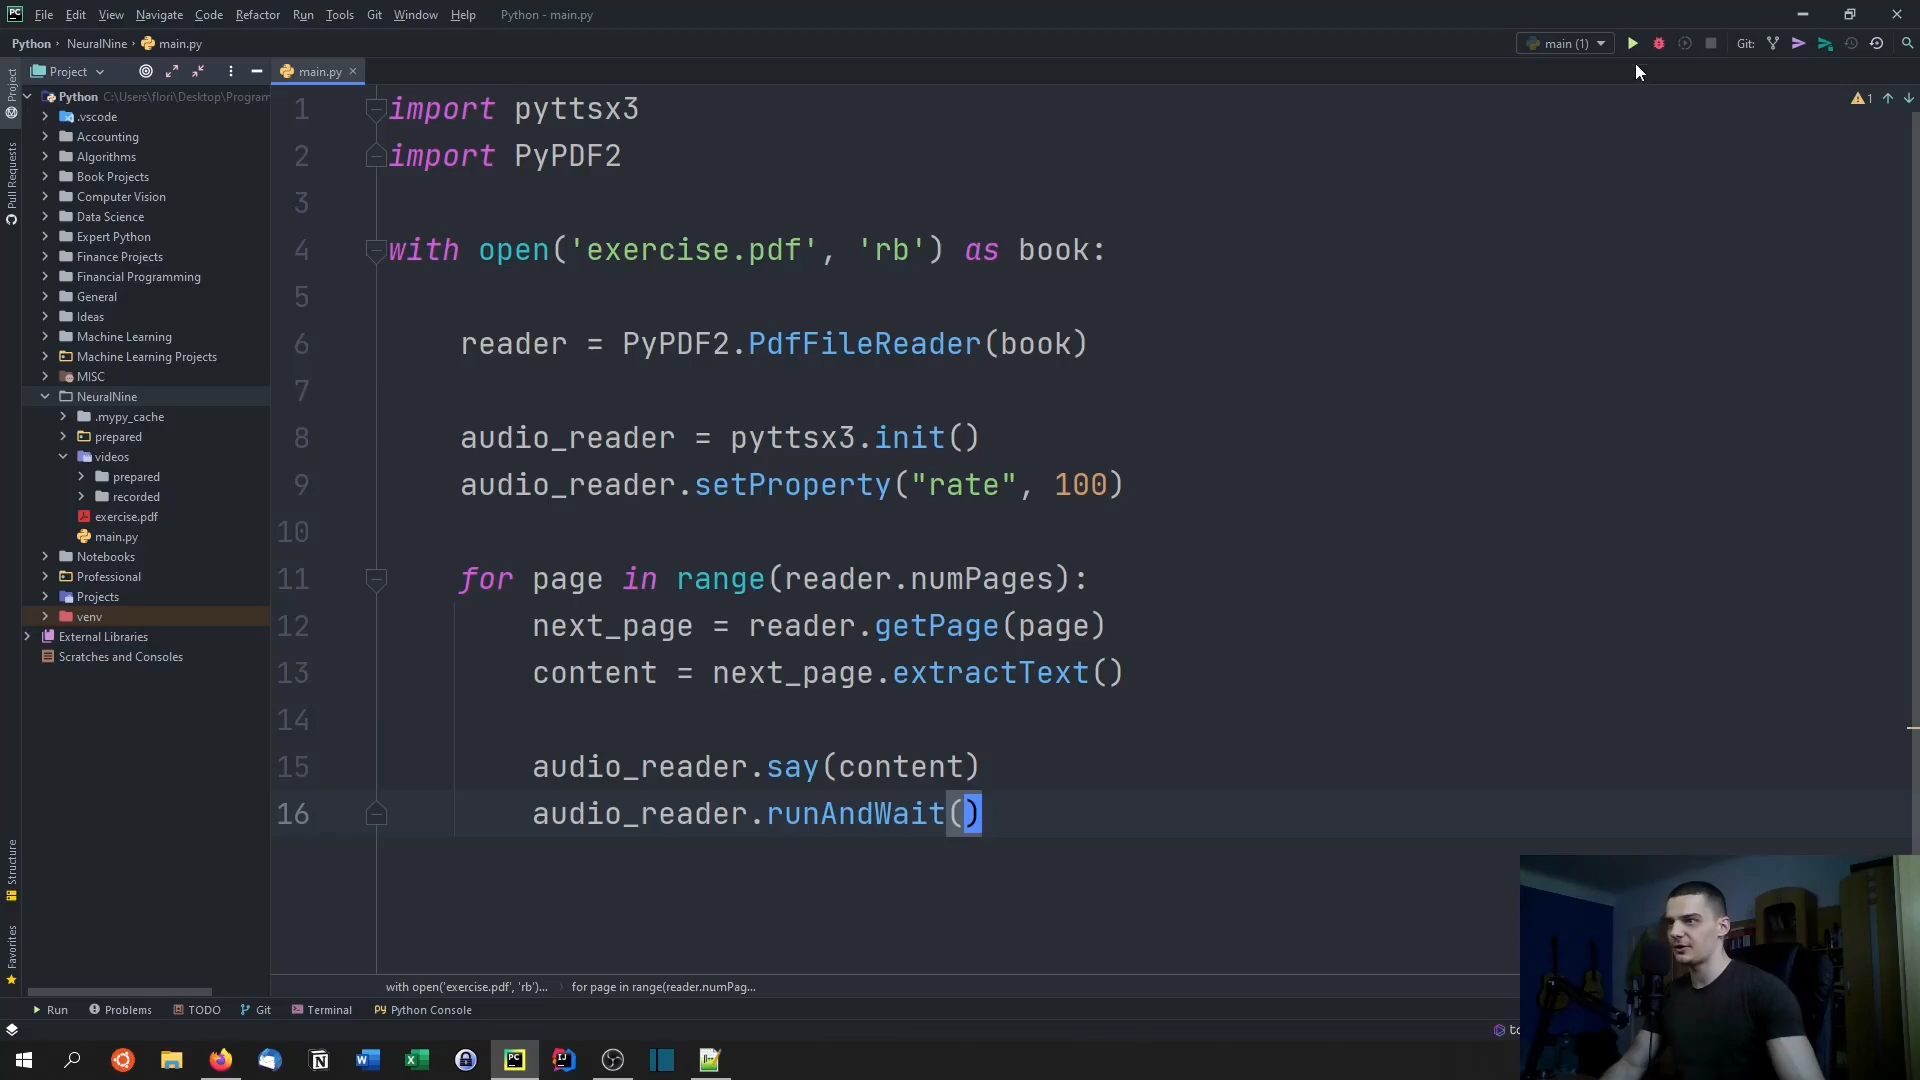 PC File Edit View Navigate Code Refactor Run Tools Git Window Help Python - main.py
Python › NeuralNine › main.py
main (1) Git:
Project
main.py
Project
Pull Requests
Structure
Favorites
Python C:\Users\flori\Desktop\Program
.vscode
Accounting
Algorithms
Book Projects
Computer Vision
Data Science
Expert Python
Finance Projects
Financial Programming
General
Ideas
Machine Learning
Machine Learning Projects
MISC
NeuralNine
.mypy_cache
prepared
videos
prepared
recorded
exercise.pdf
main.py
Notebooks
Professional
Projects
venv
External Libraries
Scratches and Consoles
1
1 import pyttsx3
2 import PyPDF2
3
4 with open('exercise.pdf', 'rb') as book:
5
6 reader = PyPDF2.PdfFileReader(book)
7
8 audio_reader = pyttsx3.init()
9 audio_reader.setProperty("rate", 100)
10
11 for page in range(reader.numPages):
12 next_page = reader.getPage(page)
13 content = next_page.extractText()
14
15 audio_reader.say(content)
16 audio_reader.runAndWait()
with open('exercise.pdf', 'rb')... › for page in range(reader.numPag...
Run Problems TODO Git Terminal Python Console